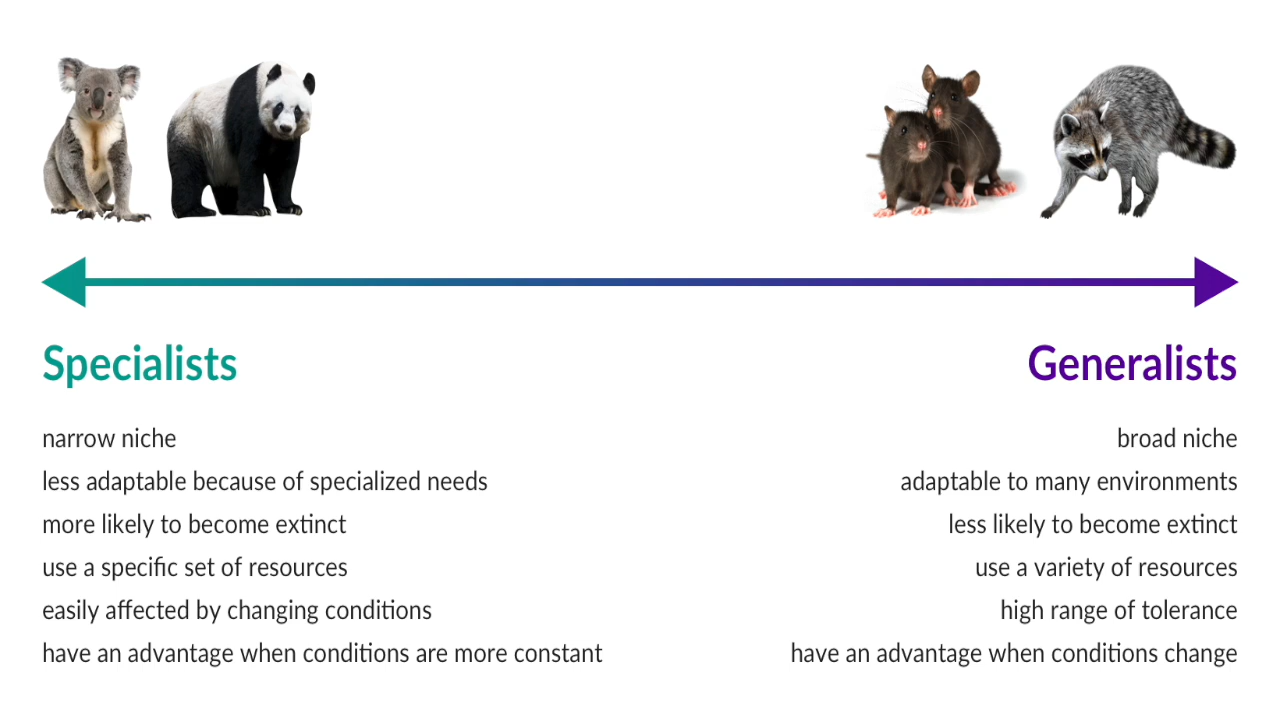 Specialists
narrow niche
less adaptable because of specialized needs
more likely to become extinct
use a specific set of resources
easily affected by changing conditions
have an advantage when conditions are more constant
Generalists
broad niche
adaptable to many environments
less likely to become extinct
use a variety of resources
high range of tolerance
have an advantage when conditions change